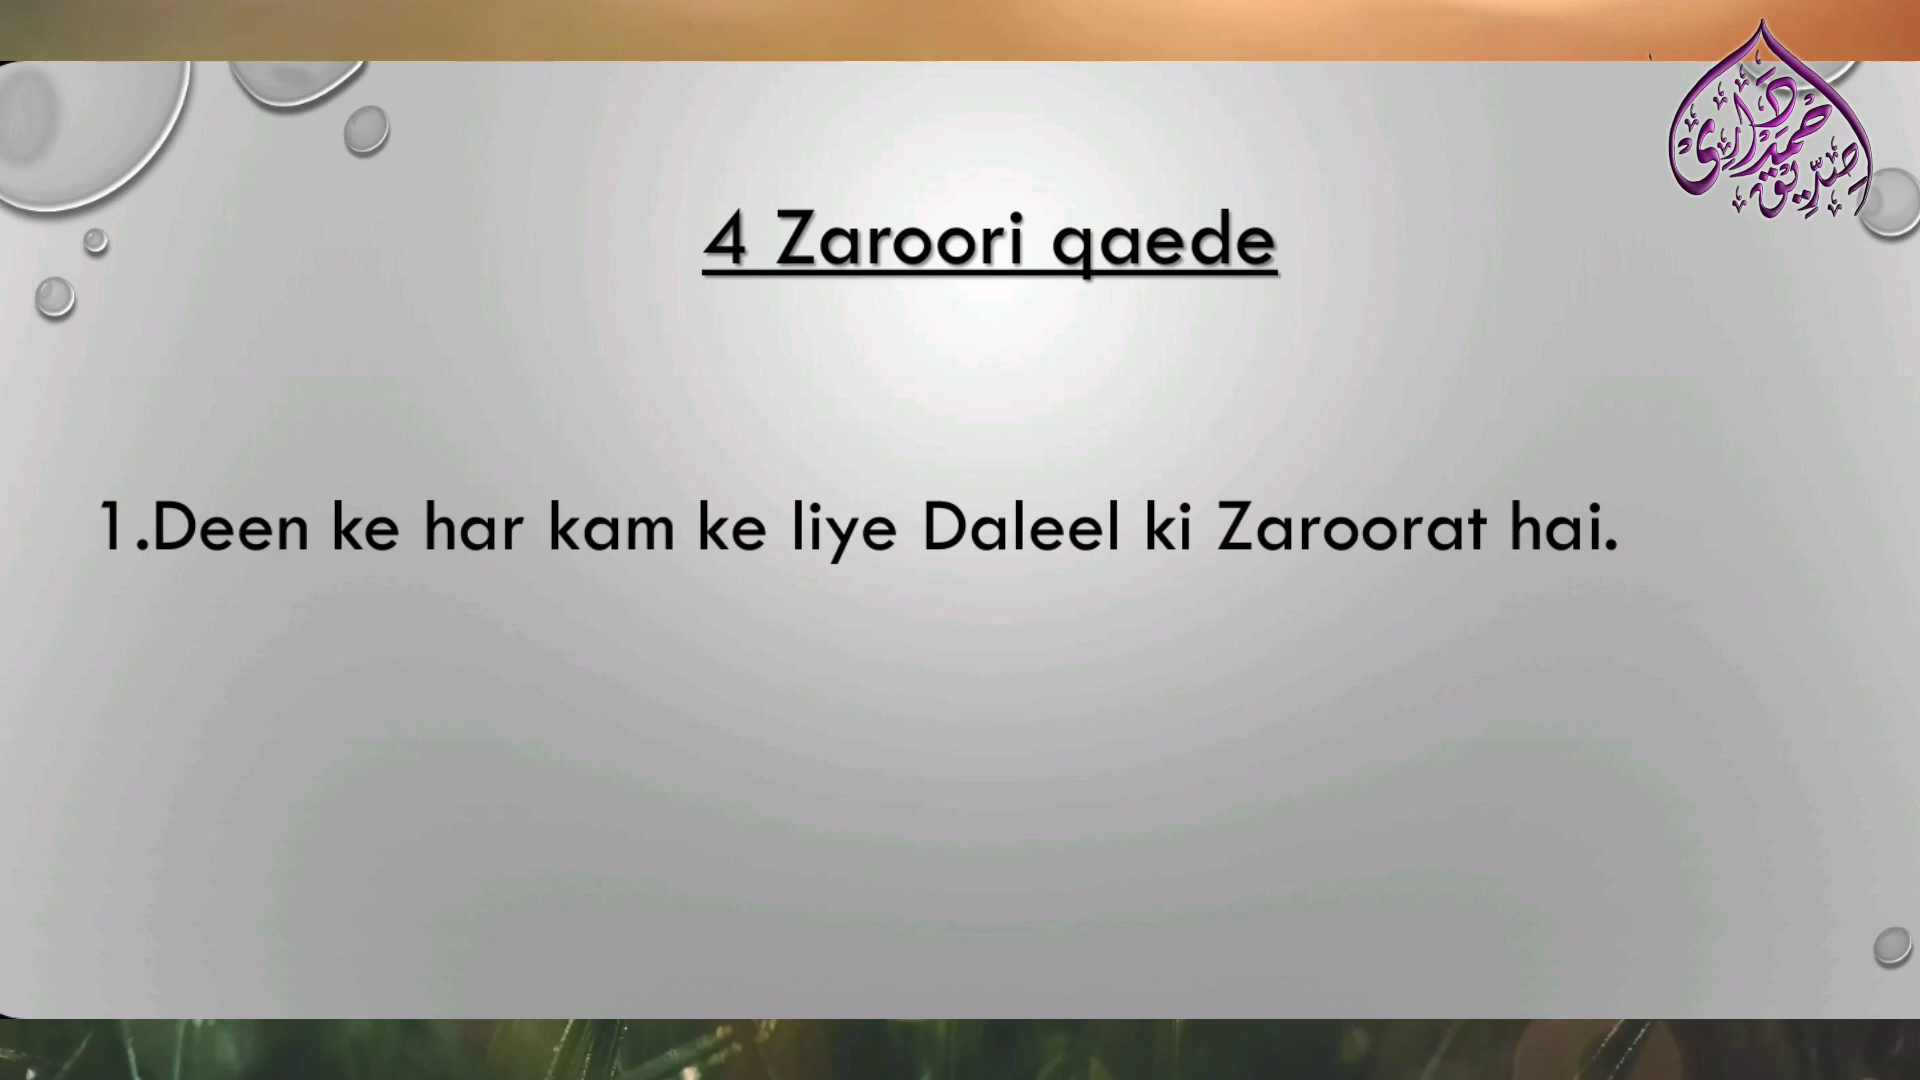 4 Zaroori qaede
1.Deen ke har kam ke liye Daleel ki Zaroorat hai.